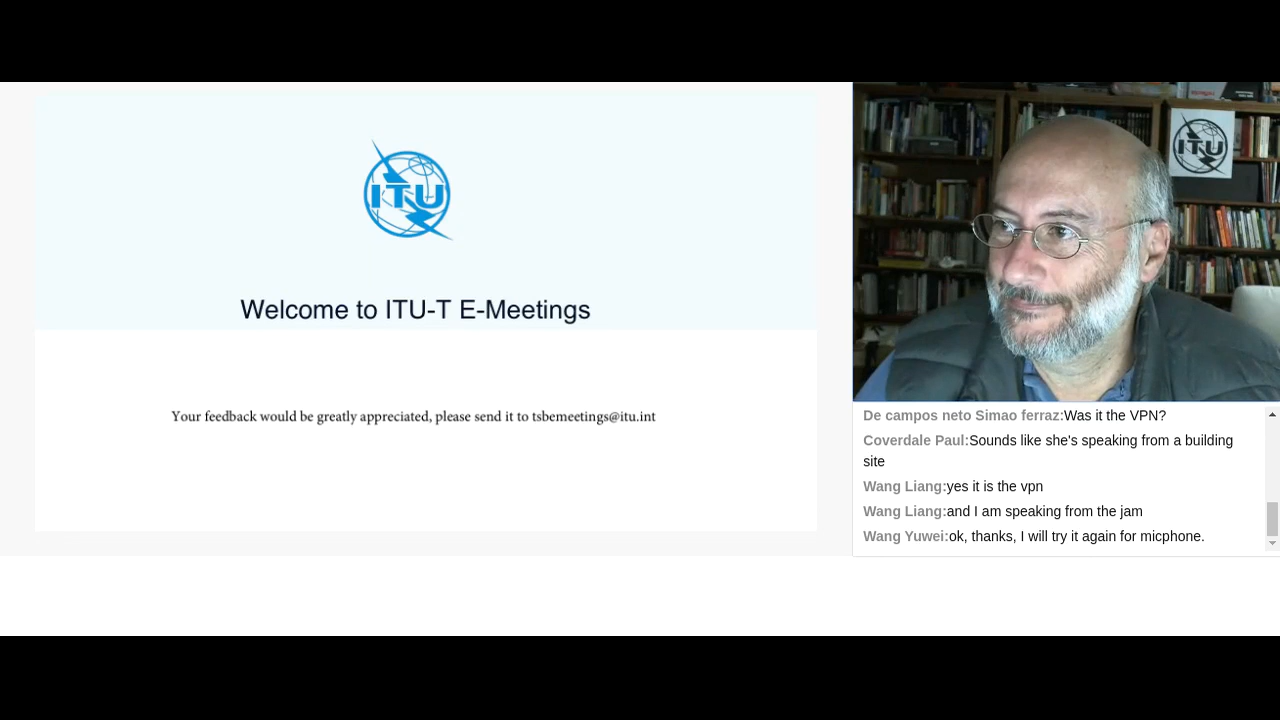 ITU
Welcome to ITU-T E-Meetings
Your feedback would be greatly appreciated, please send it to tsbemeetings@itu.int
ITU
De campos neto Simao ferraz:Was it the VPN?
Coverdale Paul:Sounds like she's speaking from a building
site
Wang Liang:yes it is the vpn
Wang Liang:and I am speaking from the jam
Wang Yuwei:ok, thanks, I will try it again for micphone.